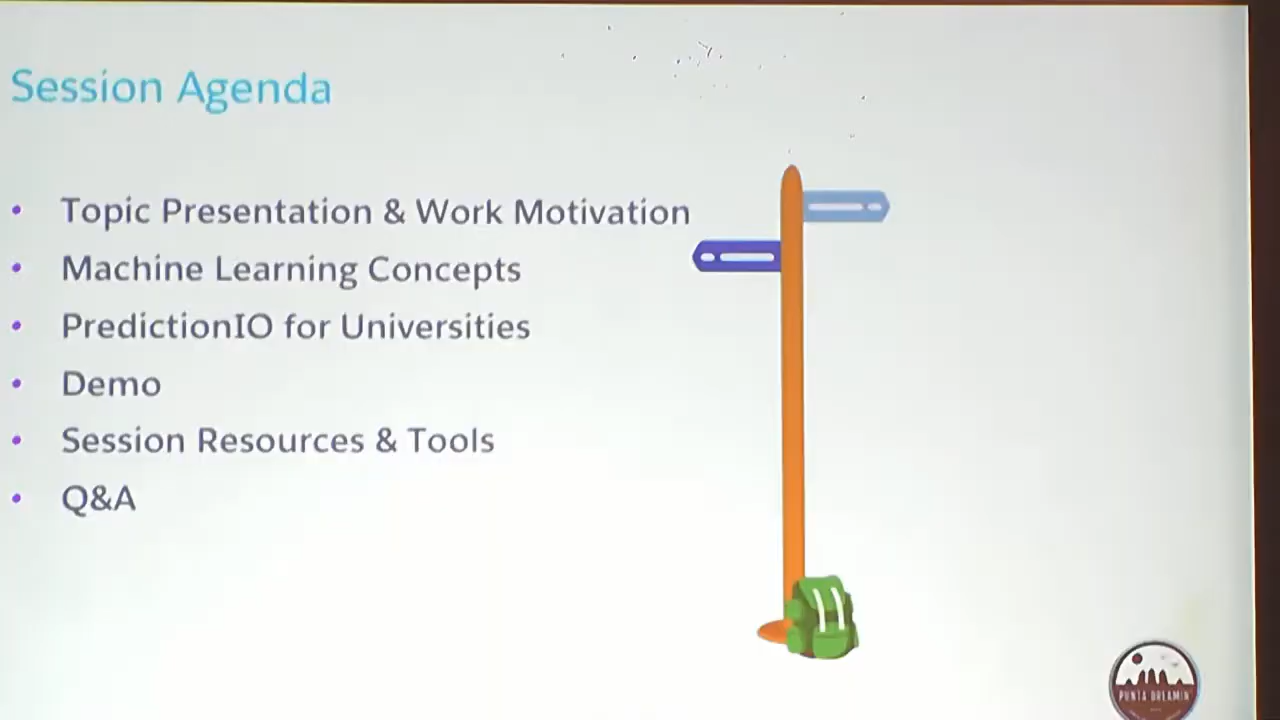 Session Agenda
• Topic Presentation & Work Motivation
• Machine Learning Concepts
• PredictionIO for Universities
• Demo
• Session Resources & Tools
• Q&A
PUNTA DREAMIN